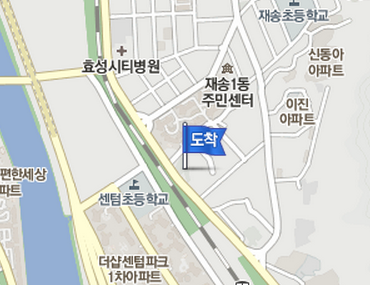 재송초등학교
신동아
아파트
효성시티병원
재송1동
주민센터
이진
아파트
도착
편한세상
파트
센텀초등학교
더샵센텀파크
1차아파트